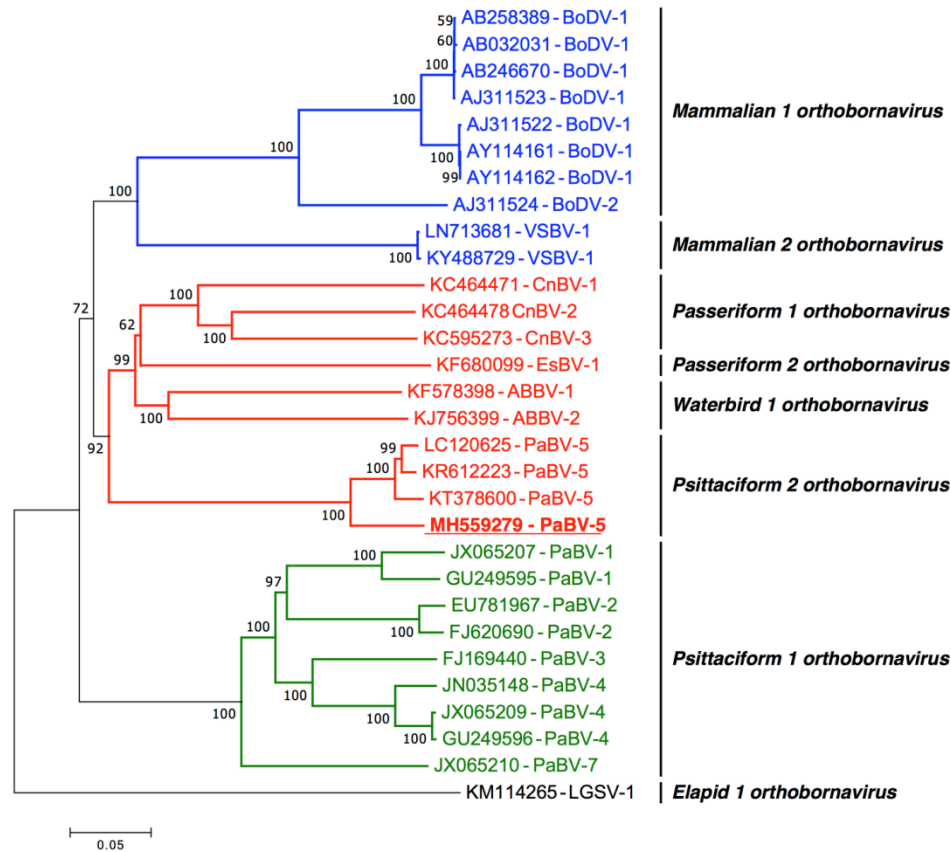 59
AB258389 - BoDV-1
60
AB032031 - BoDV-1
100
AB246670 - BoDV-1
AJ311523 - BoDV-1
100
Mammalian 1 orthobornavirus
AJ311522 - BoDV-1
100
AY114161 - BoDV-1
100
AY114162 - BoDV-1
99
AJ311524 - BoDV-2
100
LN713681 - VSBV-1
Mammalian 2 orthobornavirus
KY488729 - VSBV-1
100
KC464471 - CnBV-1
100
KC464478 CnBV-2
Passeriform 1 orthobornavirus
72
62
KC595273 - CnBV-3
100
99
KF680099 - EsBV-1
Passeriform 2 orthobornavirus
KF578398 - ABBV-1
Waterbird 1 orthobornavirus
100
KJ756399 - ABBV-2
92
LC120625 - PaBV-5
99
100
KR612223 - PaBV-5
Psittaciform 2 orthobornavirus
KT378600 - PaBV-5
100
MH559279 - PaBV-5
JX065207 - PaBV-1
100
97
GU249595 - PaBV-1
EU781967 - PaBV-2
100
FJ620690 - PaBV-2
100
FJ169440 - PaBV-3
Psittaciform 1 orthobornavirus
JN035148 - PaBV-4
100
100
JX065209 - PaBV-4
100
100
GU249596 - PaBV-4
JX065210 - PaBV-7
KM114265 - LGSV-1
Elapid 1 orthobornavirus
0.05